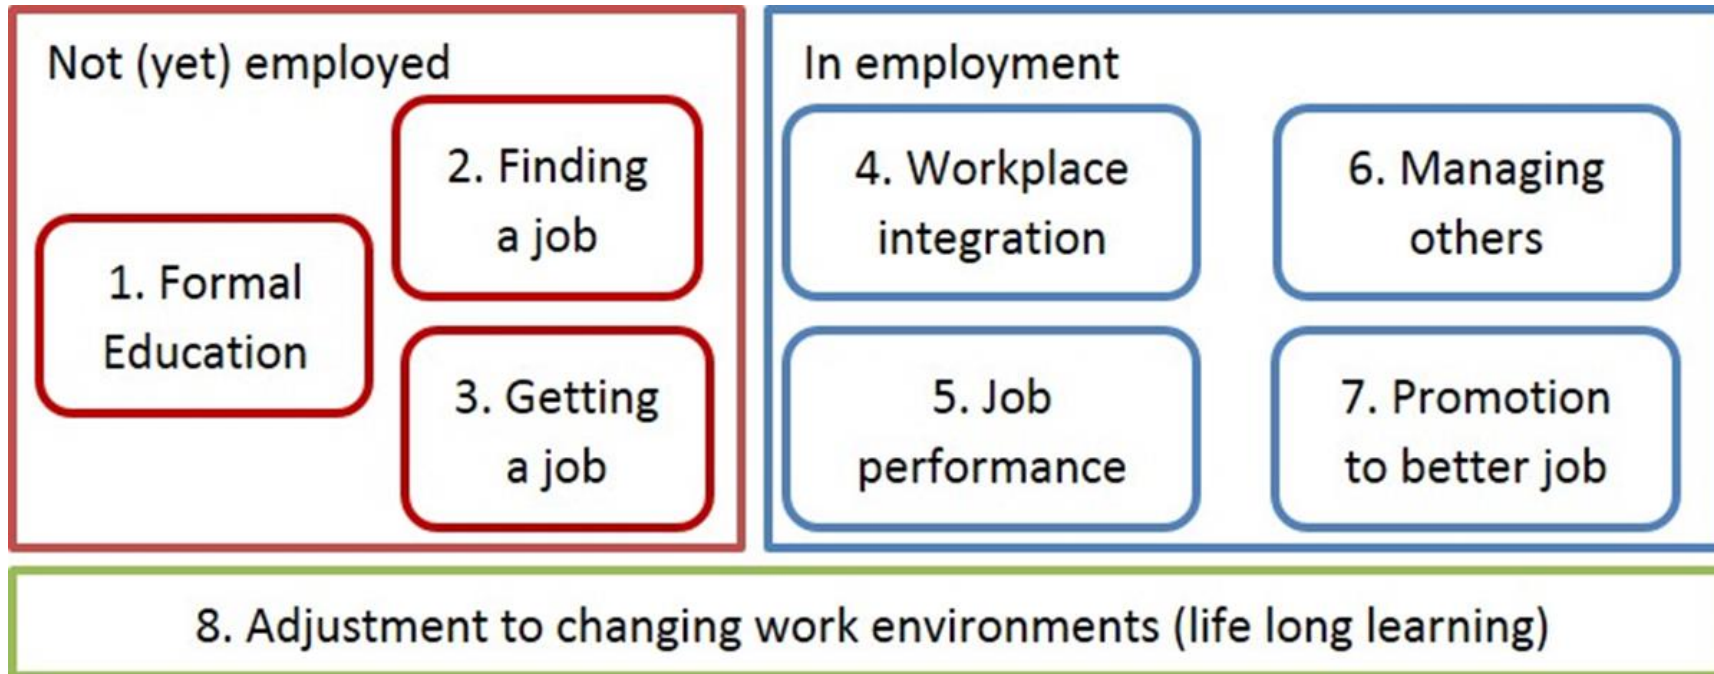 Not (yet) employed
1. Formal
Education
2. Finding
a job
3. Getting
a job
In employment
4. Workplace
integration
5. Job
performance
6. Managing
others
7. Promotion
to better job
8. Adjustment to changing work environments (life long learning)